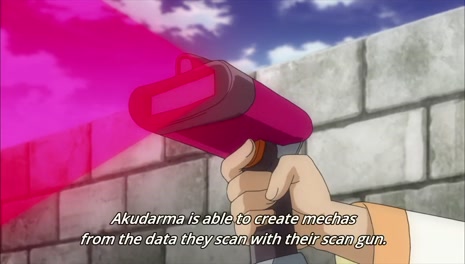 Akudarma is able to create mechas
from the data they scan with their scan gun.